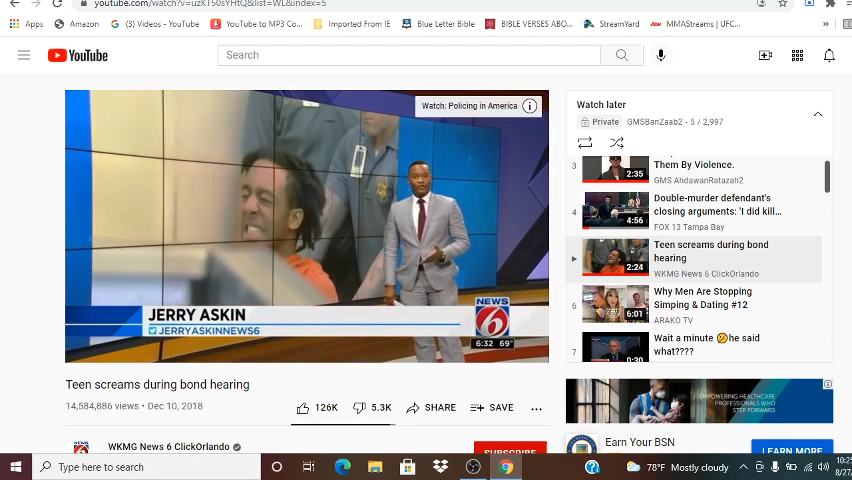 youtube.com/watch?v=uzKT50sYHtQ&list=WL&index=5
Apps
Amazon
(3) Videos - YouTube
YouTube to MP3 Co...
Imported From IE
Blue Letter Bible
BIBLE VERSES ABO...
StreamYard
MMAStreams | UFC...
»
YouTube
Search
Watch: Policing in America
JERRY ASKIN
JERRYASKINNEWS6
NEWS
6
6:32 69°
Teen screams during bond hearing
14,584,886 views • Dec 10, 2018
126K
5.3K
SHARE
SAVE
...
NEWS
6
WKMG News 6 ClickOrlando
SUBSCRIBE
Watch later
Private
GMSBanZaab2 - 5 / 2,997
3
2:35
Them By Violence.
GMS AhdawanRatazah2
4
4:56
Double-murder defendant's
closing arguments: 'I did kill...
FOX 13 Tampa Bay
2:24
Teen screams during bond
hearing
WKMG News 6 ClickOrlando
6
6:01
Why Men Are Stopping
Simping & Dating #12
ARAKO TV
7
0:30
Wait a minute 🤔he said
what????
EMPOWERING HEALTHCARE
PROFESSIONALS WHO
STEP FORWARD
Earn Your BSN
LEARN MORE
Type here to search
78°F Mostly cloudy
10:25
8/27/